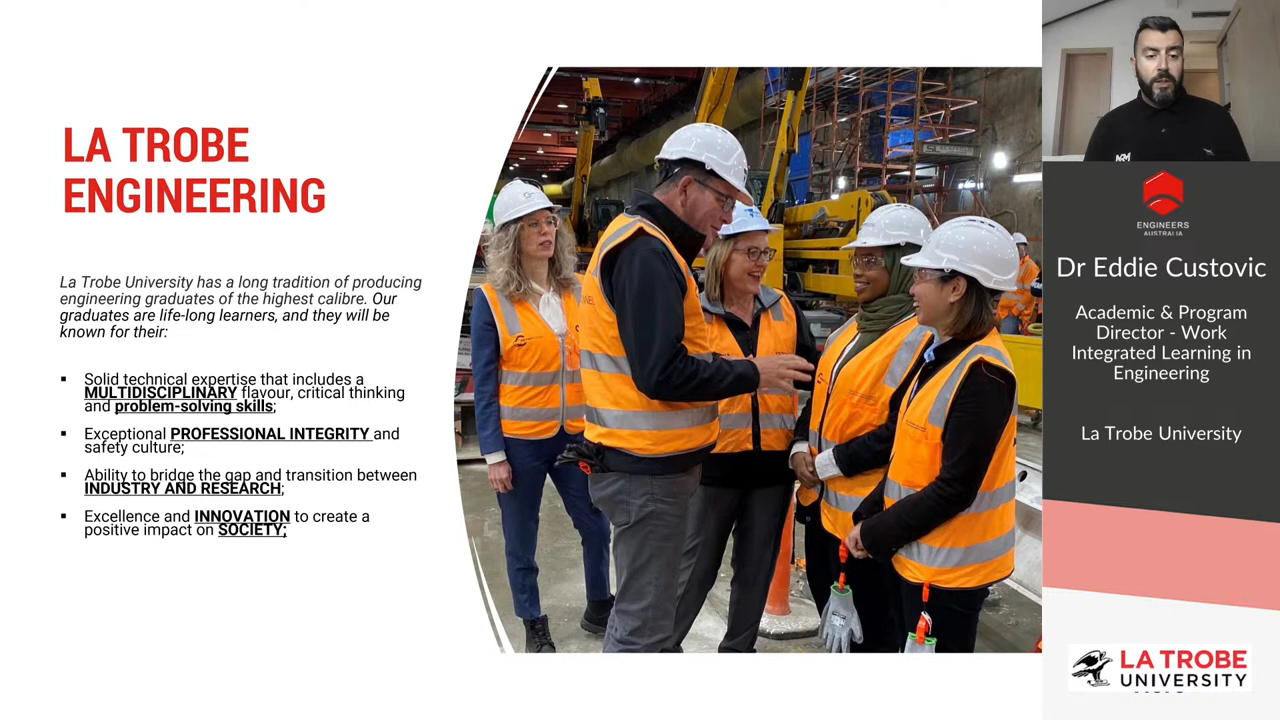 LA TROBE
ENGINEERING
La Trobe University has a long tradition of producing
engineering graduates of the highest calibre. Our
graduates are life-long learners, and they will be
known for their:
▪ Solid technical expertise that includes a
MULTIDISCIPLINARY flavour, critical thinking
and problem-solving skills;
▪ Exceptional PROFESSIONAL INTEGRITY and
safety culture;
▪ Ability to bridge the gap and transition between
INDUSTRY AND RESEARCH;
▪ Excellence and INNOVATION to create a
positive impact on SOCIETY;
ENGINEERS
AUSTRALIA
Dr Eddie Custovic
Academic & Program
Director - Work
Integrated Learning in
Engineering
La Trobe University
LA TROBE
UNIVERSITY